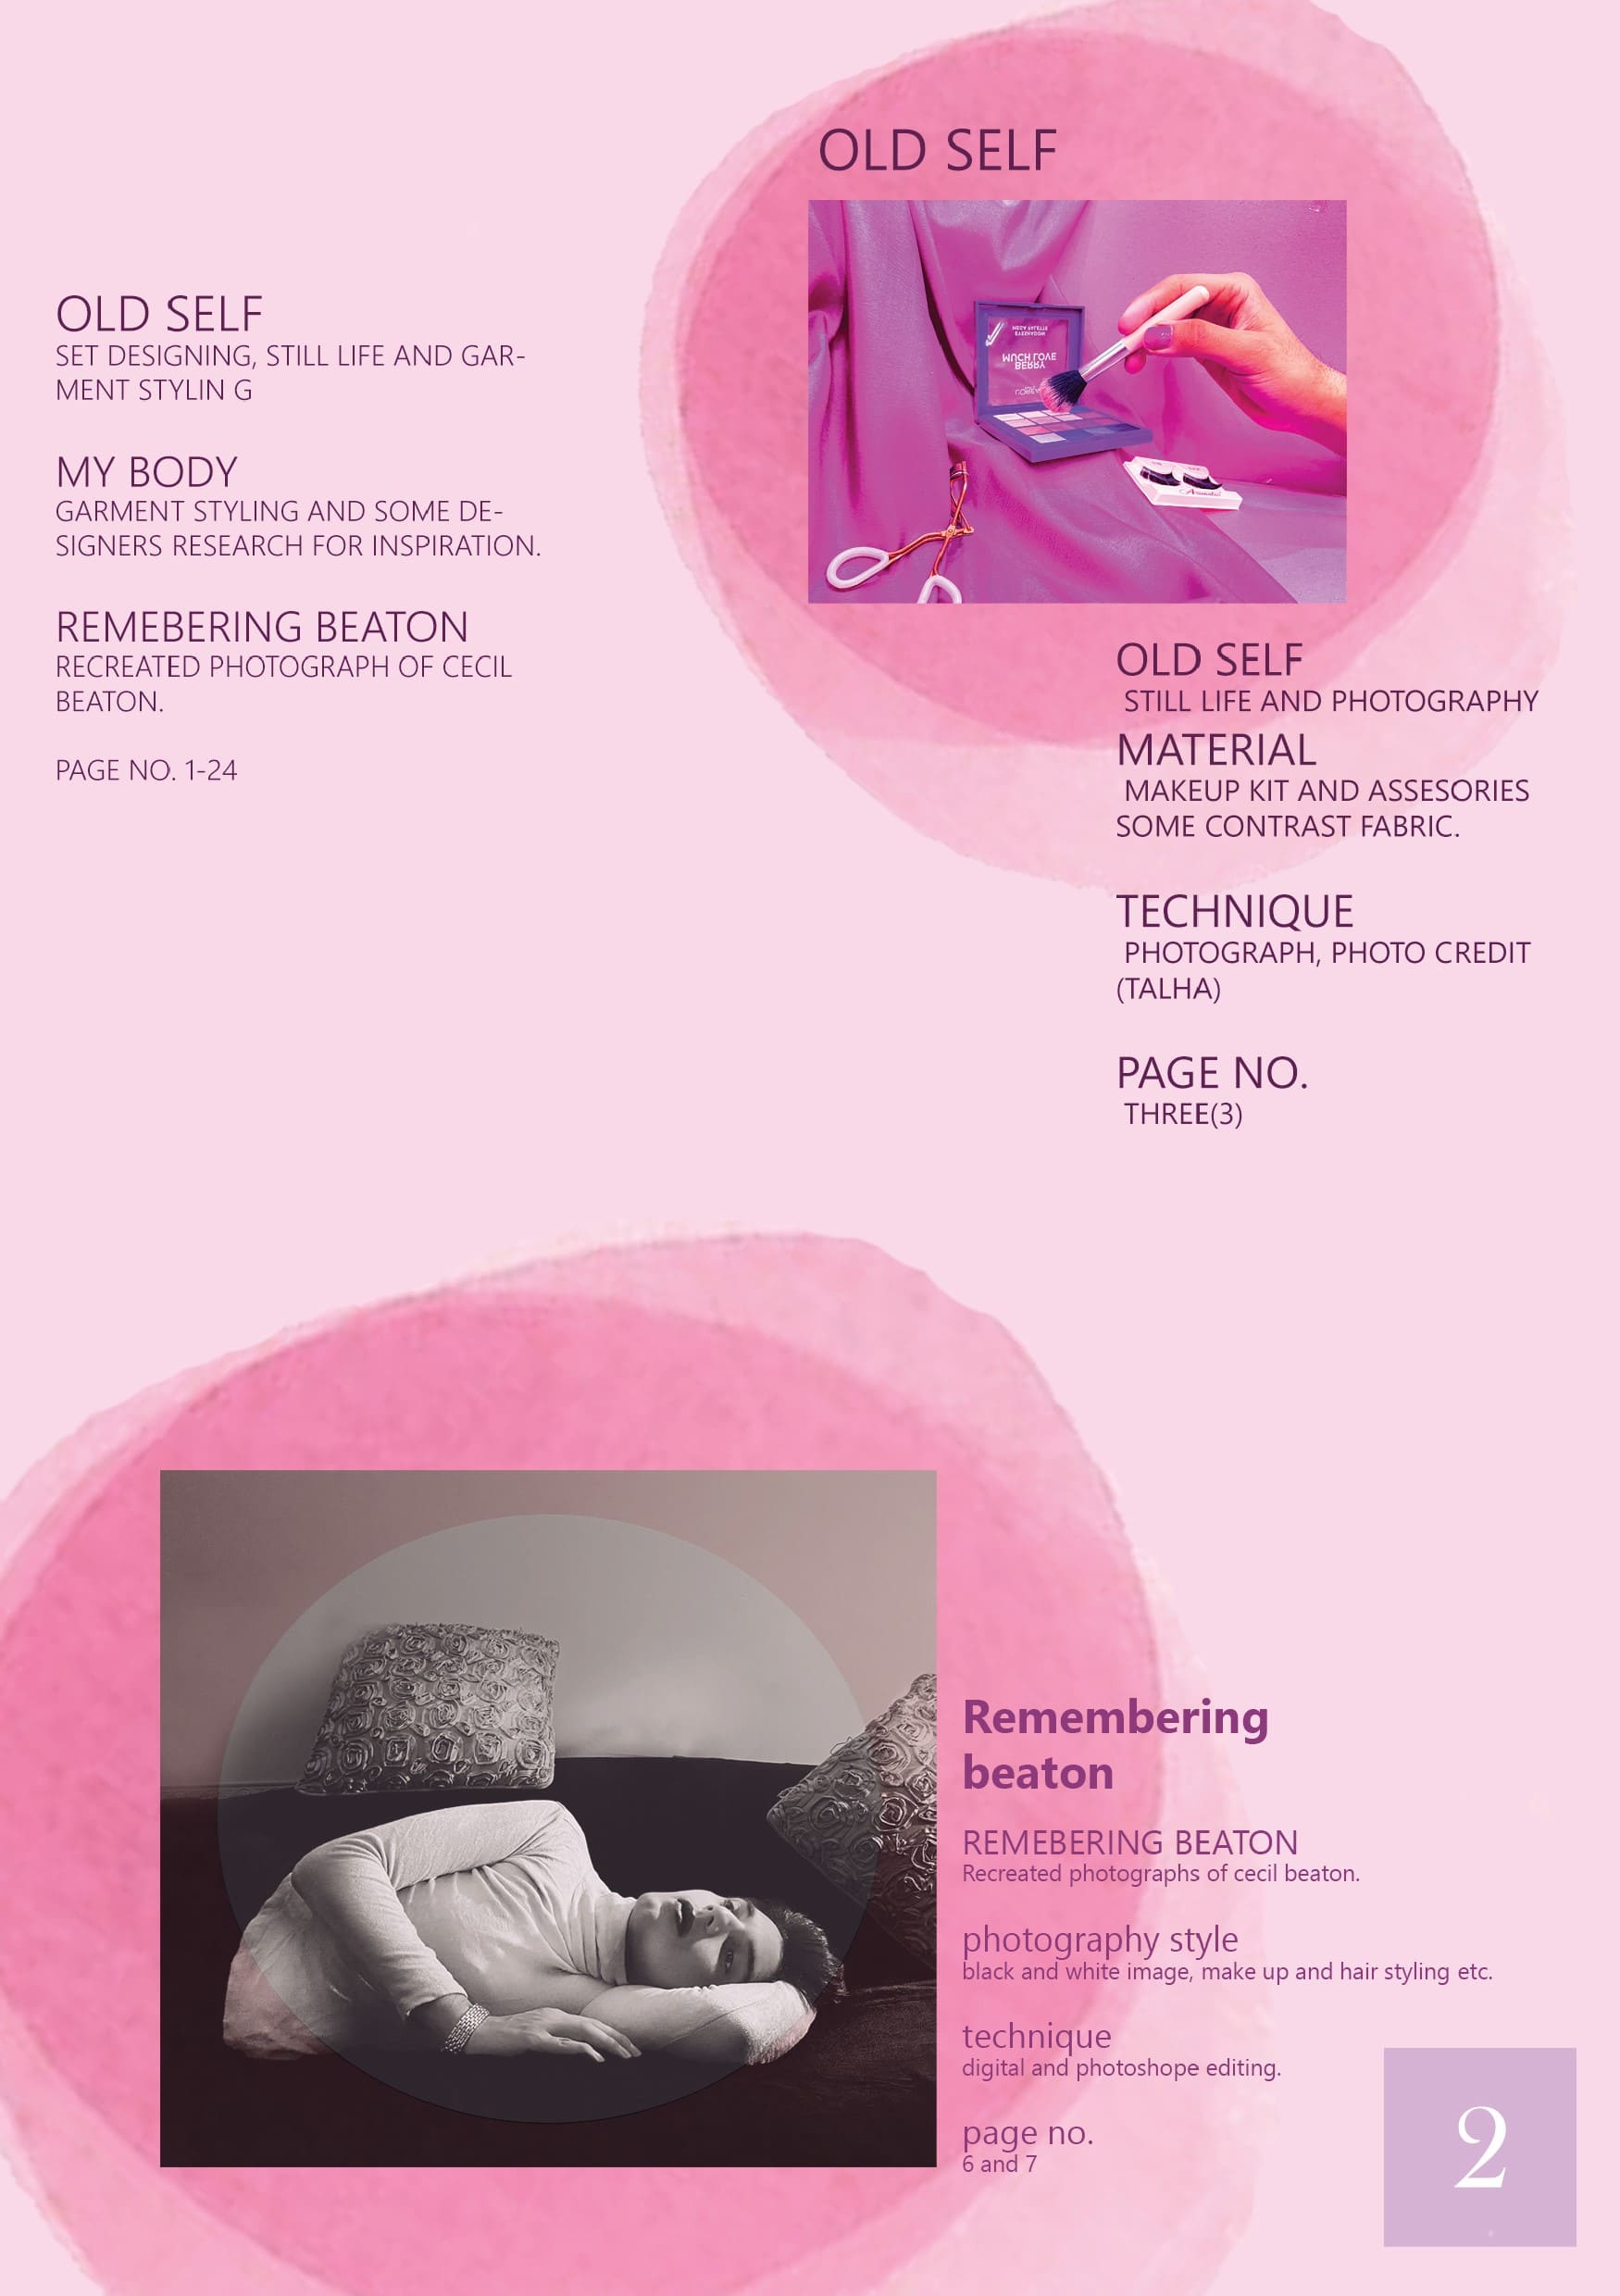 OLD SELF
SET DESIGNING, STILL LIFE AND GAR-
MENT STYLIN G
MY BODY
GARMENT STYLING AND SOME DE-
SIGNERS RESEARCH FOR INSPIRATION.
REMEBERING BEATON
RECREATED PHOTOGRAPH OF CECIL
BEATON.
PAGE NO. 1-24
OLD SELF
BERRY
MUCH LOVE
OLD SELF
STILL LIFE AND PHOTOGRAPHY
MATERIAL
MAKEUP KIT AND ASSESORIES
SOME CONTRAST FABRIC.
TECHNIQUE
PHOTOGRAPH, PHOTO CREDIT
(TALHA)
PAGE NO.
THREE(3)
Remembering
beaton
REMEBERING BEATON
Recreated photographs of cecil beaton.
photography style
black and white image, make up and hair styling etc.
technique
digital and photoshope editing.
page no.
6 and 7
2